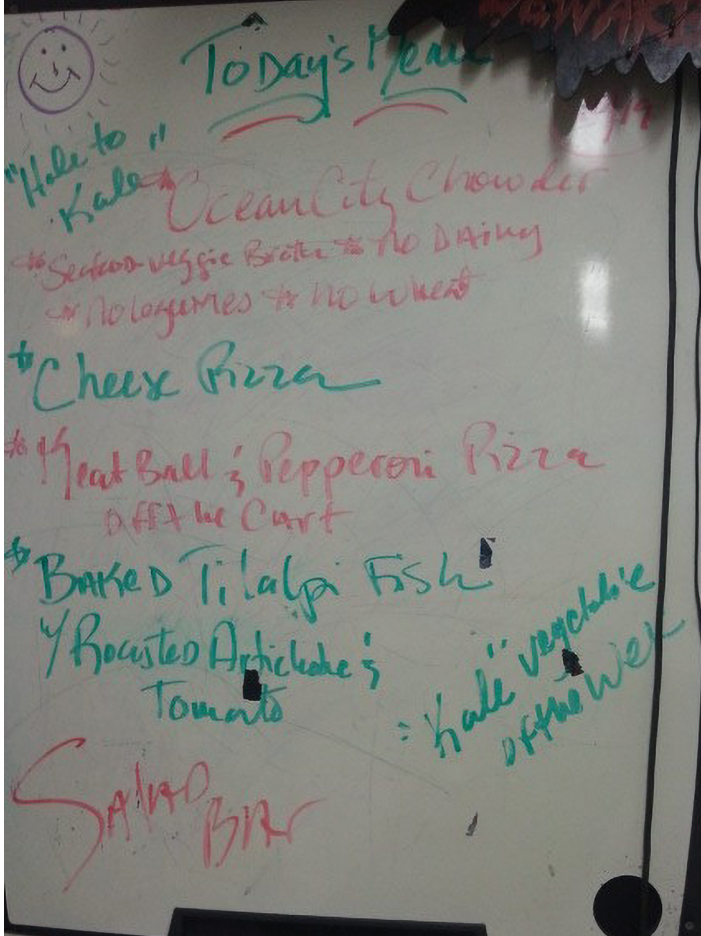 Today's Menu
"Hale to
Kale"
Ocean City Chowder
* Seafood-veggie Broth * no Dairy
* no legumes * no wheat
* Cheese Pizza
* Meat Ball & Pepperoni Pizza
off the Cart
* Baked Tilalpi Fish
w/ Roasted Artichoke &
Tomato
"Kale" vegetable
of the Week
Salad
Bar